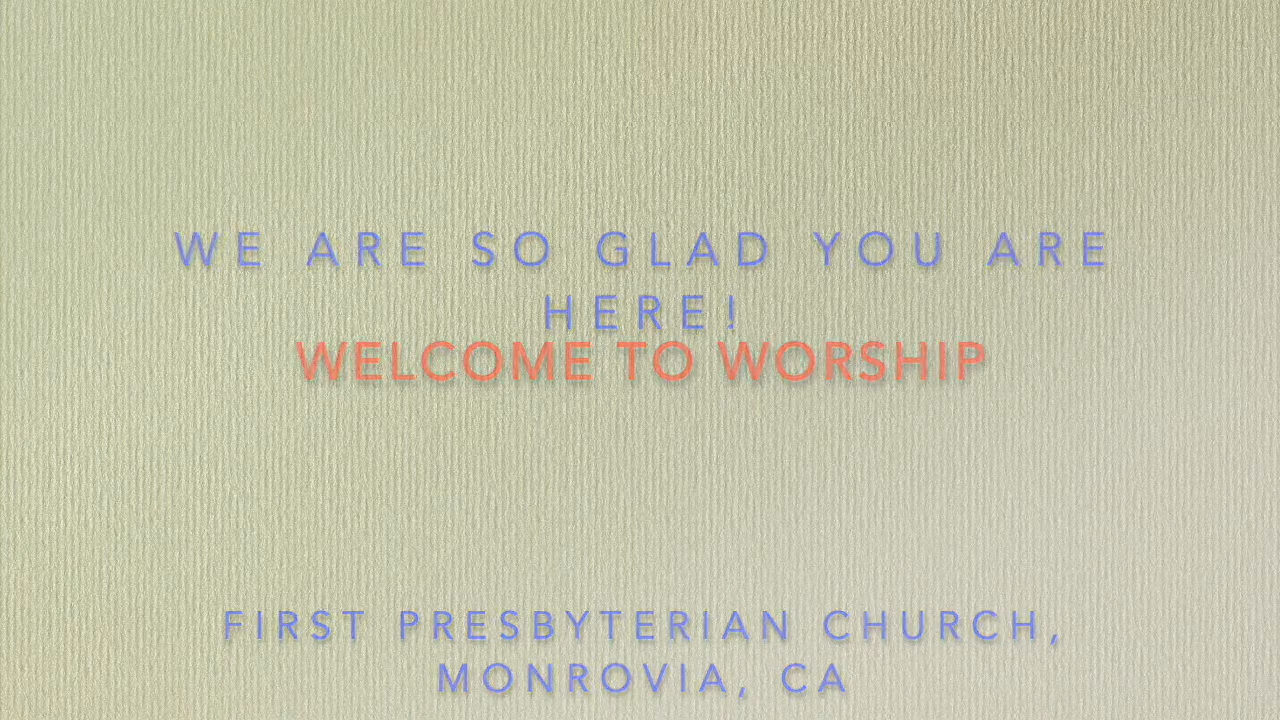 WE ARE SO GLAD YOU ARE
HERE!
WELCOME TO WORSHIP
FIRST PRESBYTERIAN CHURCH,
MONROVIA, CA